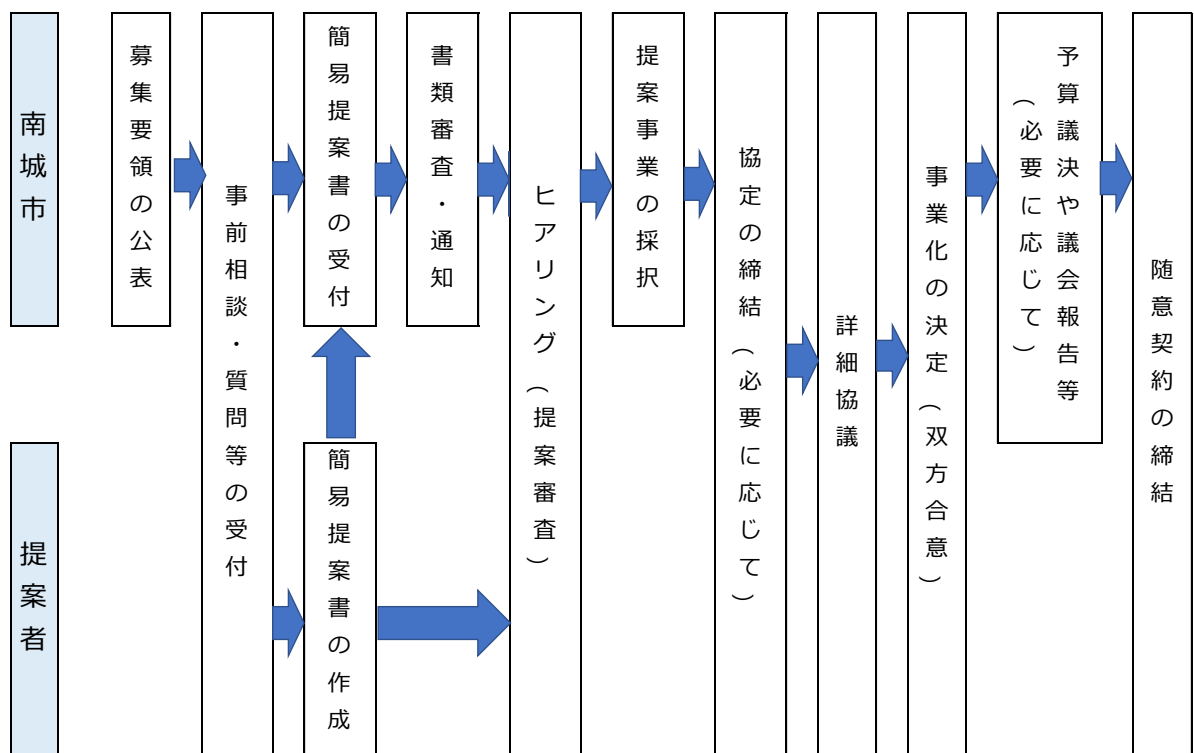 南城市
募集要領の公表
事前相談・質問等の受付
簡易提案書の受付
書類審査・通知
ヒアリング（提案審査）
提案事業の採択
協定の締結（必要に応じて）
詳細協議
事業化の決定（双方合意）
予算議決や議会報告等
（必要に応じて）
随意契約の締結
提案者
簡易提案書の作成